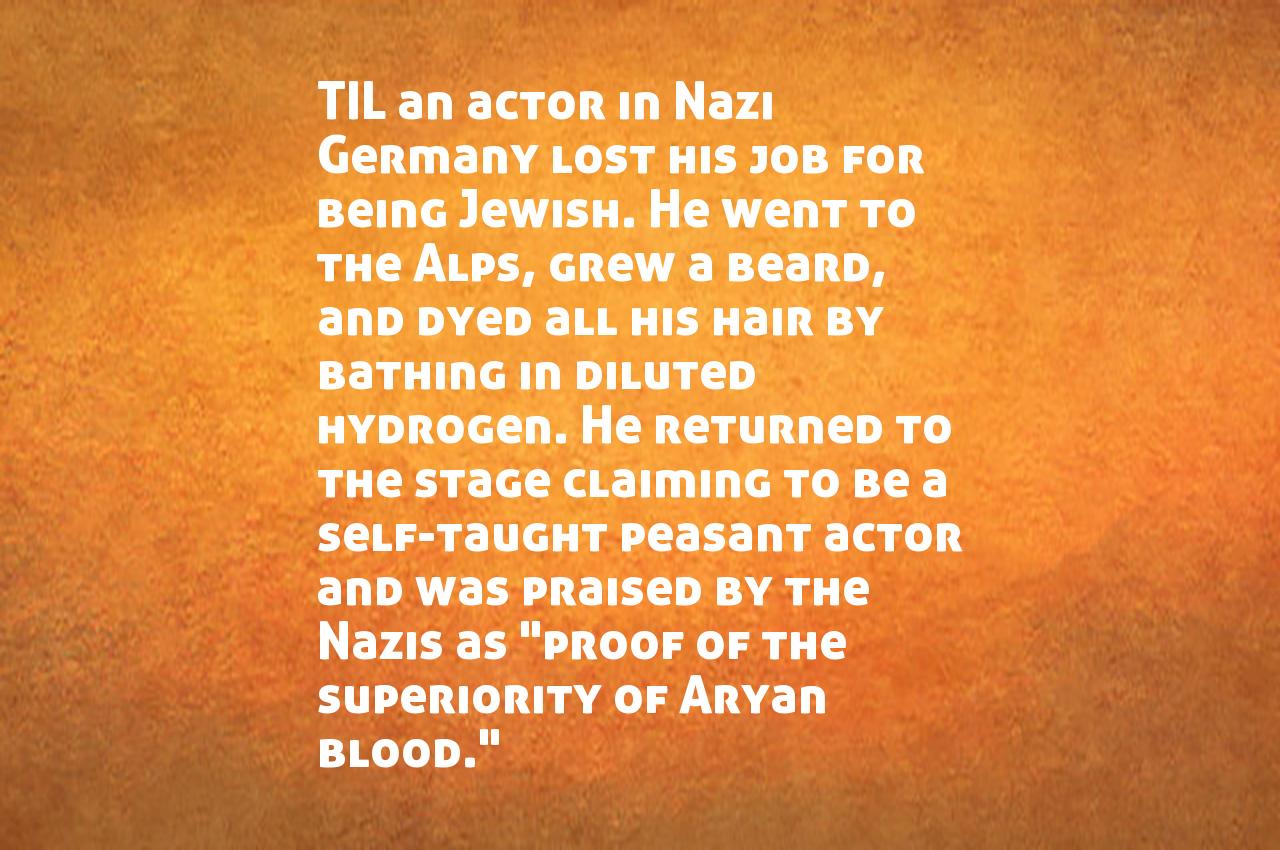 TIL an actor in Nazi
Germany lost his job for
being Jewish. He went to
the Alps, grew a beard,
and dyed all his hair by
bathing in diluted
hydrogen. He returned to
the stage claiming to be a
self-taught peasant actor
and was praised by the
Nazis as "proof of the
superiority of Aryan
blood."